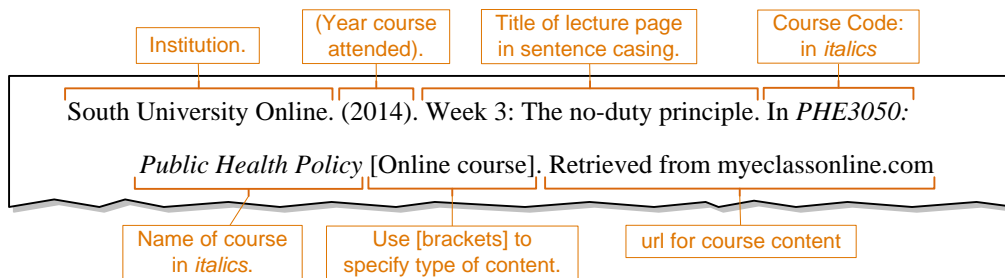 (Year course
attended).
Title of lecture page
in sentence casing.
Course Code:
in italics
Institution.
South University Online. (2014). Week 3: The no-duty principle. In PHE3050:
Public Health Policy [Online course]. Retrieved from myeclassonline.com
Name of course
in italics.
Use [brackets] to
specify type of content.
url for course content